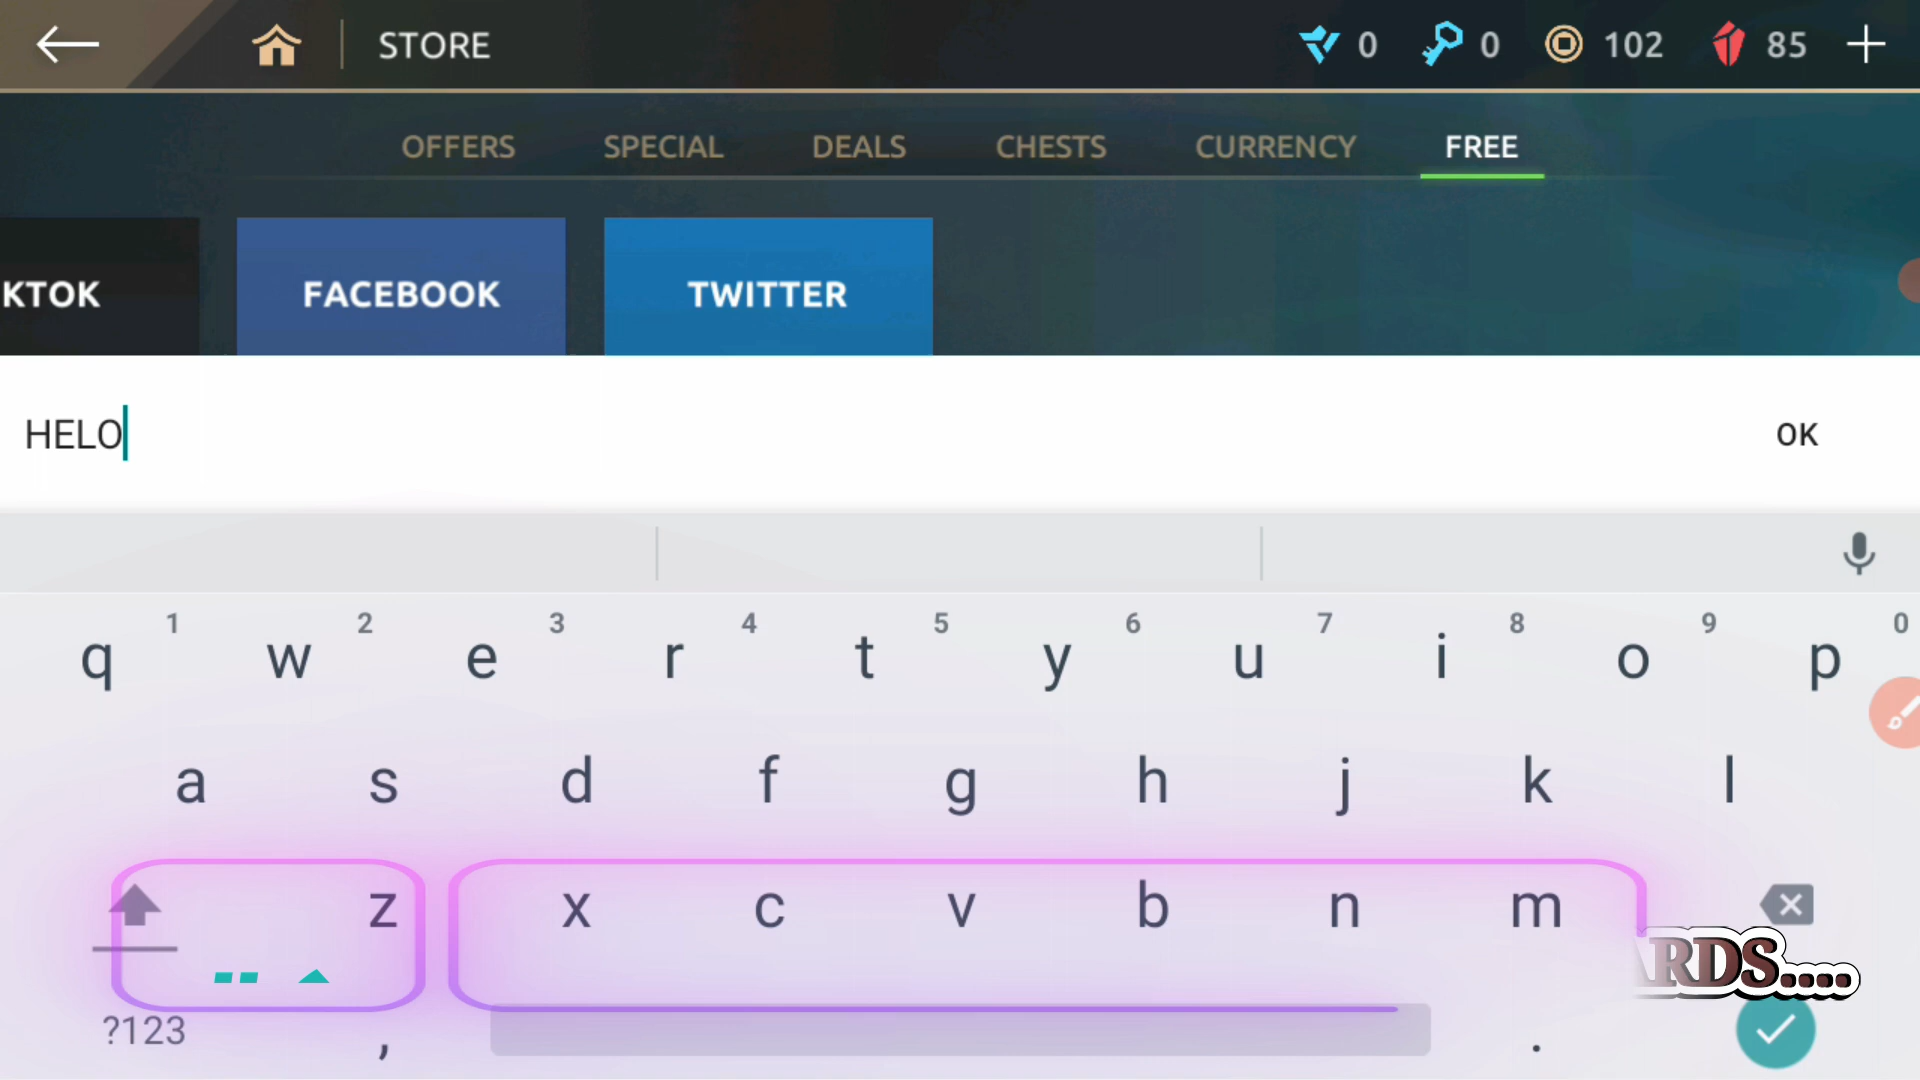 STORE 0 0 102 85
OFFERS SPECIAL DEALS CHESTS CURRENCY FREE
KTOK FACEBOOK TWITTER
HELO OK
1 2 3 4 5 6 7 8 9 0
q w e r t y u i o p
a s d f g h j k l
z x c v b n m
ARDS.....
?123 , .